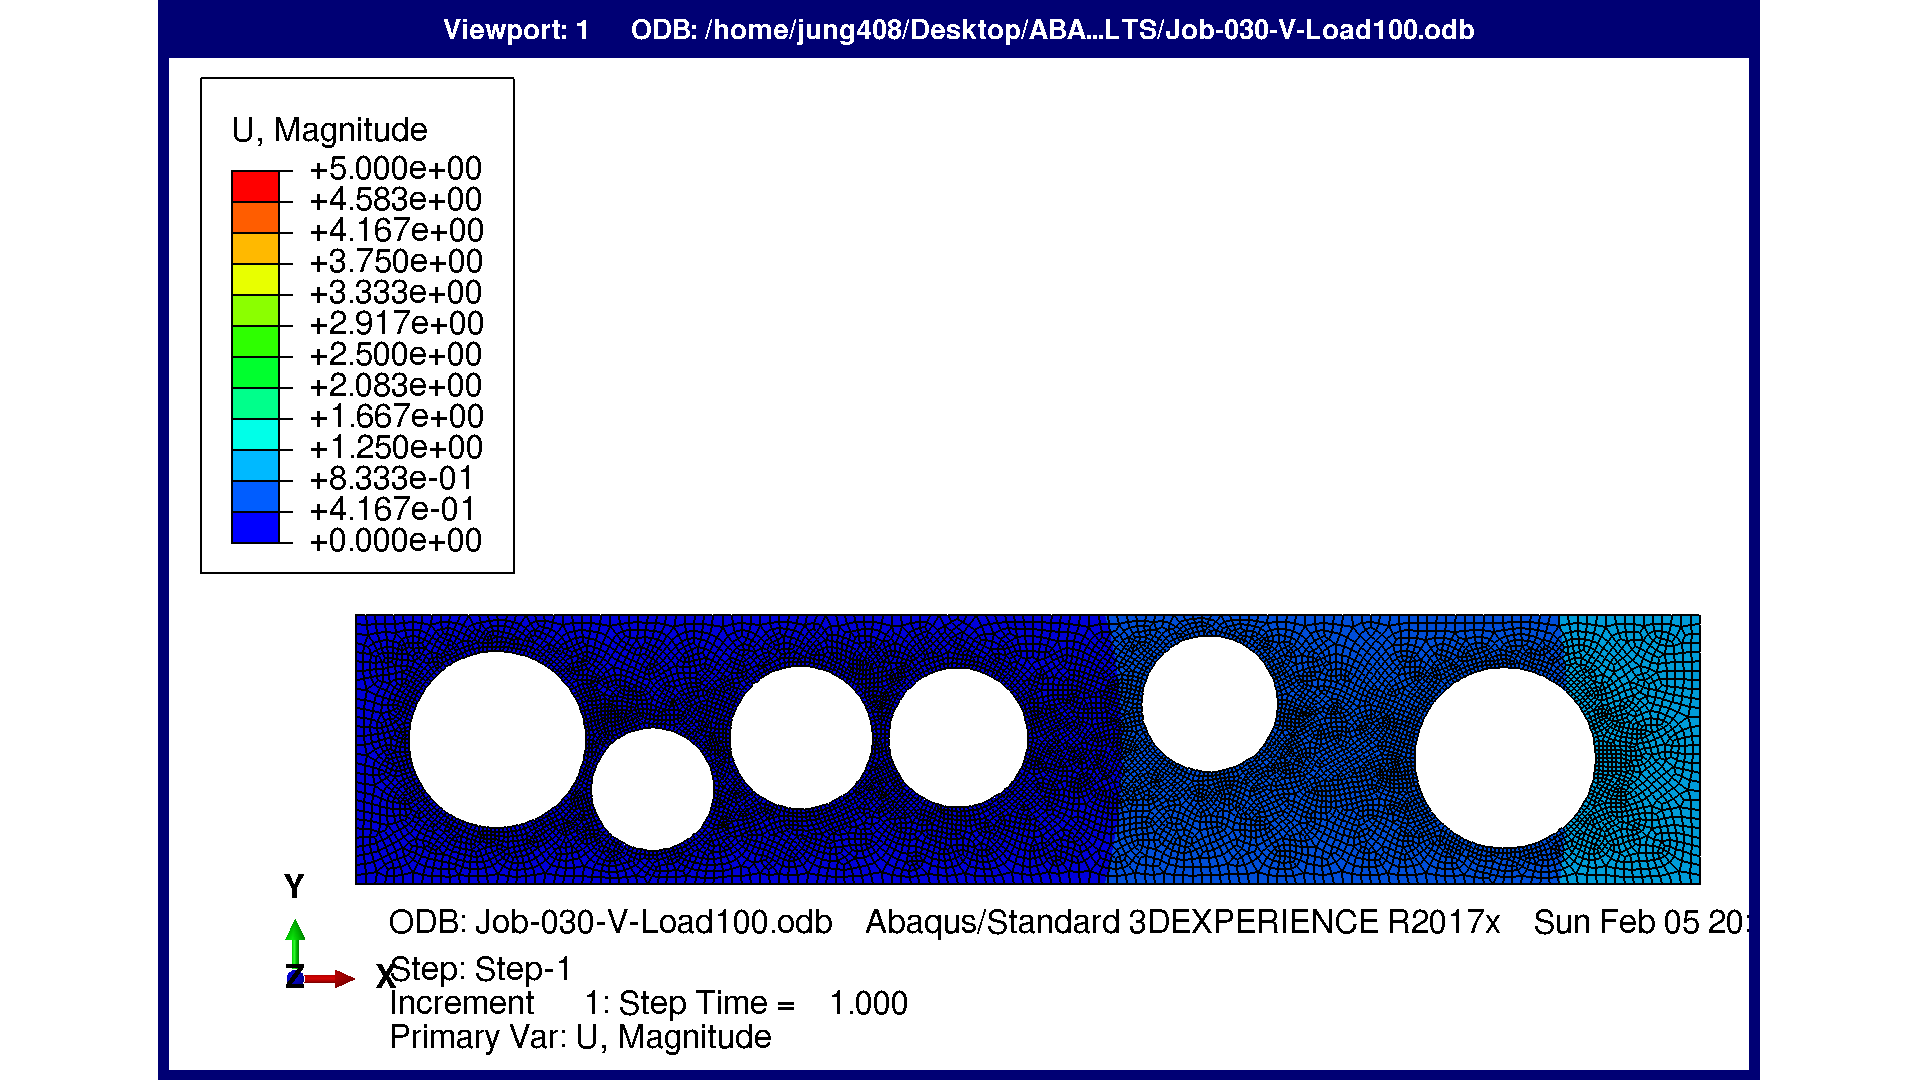 Viewport: 1 ODB: /home/jung408/Desktop/ABA...LTS/Job-030-V-Load100.odb
U, Magnitude
+5.000e+00
+4.583e+00
+4.167e+00
+3.750e+00
+3.333e+00
+2.917e+00
+2.500e+00
+2.083e+00
+1.667e+00
+1.250e+00
+8.333e-01
+4.167e-01
+0.000e+00
Y
Z
X
ODB: Job-030-V-Load100.odb Abaqus/Standard 3DEXPERIENCE R2017x Sun Feb 05 20:
Step: Step-1
Increment 1: Step Time = 1.000
Primary Var: U, Magnitude